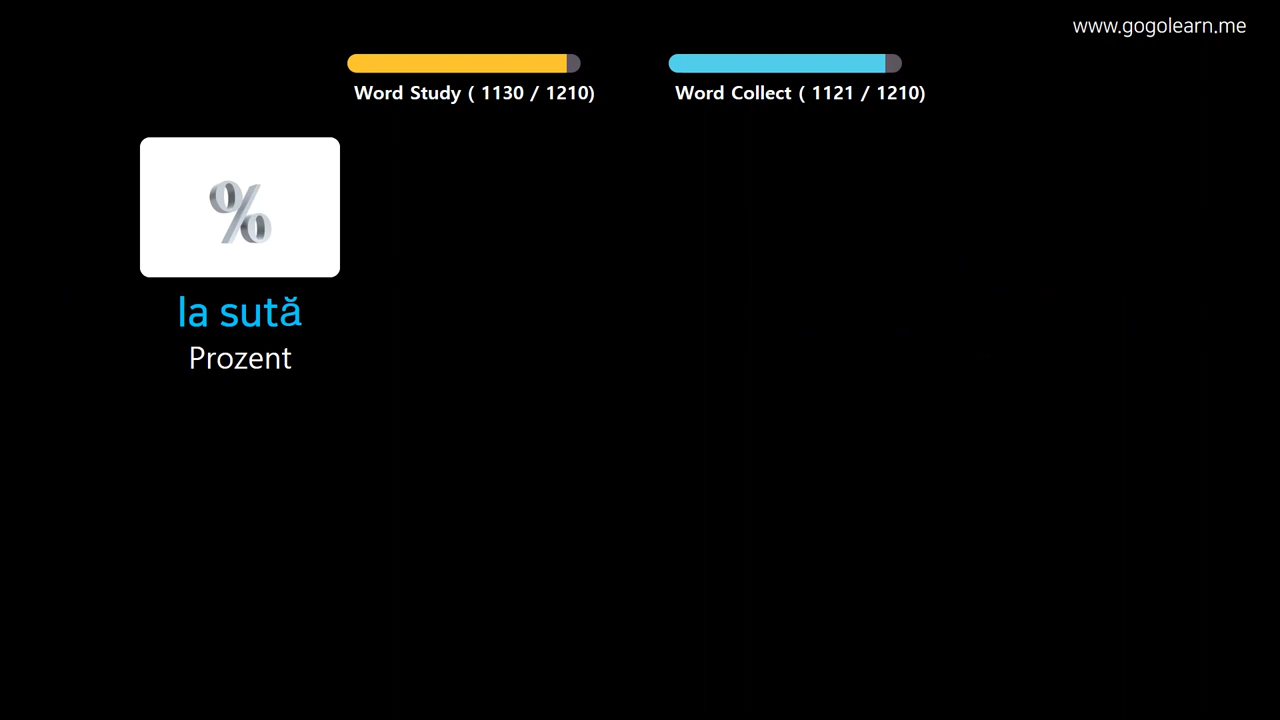 www.gogolearn.me
Word Study ( 1130 / 1210)
Word Collect ( 1121 / 1210)
%
la sută
Prozent